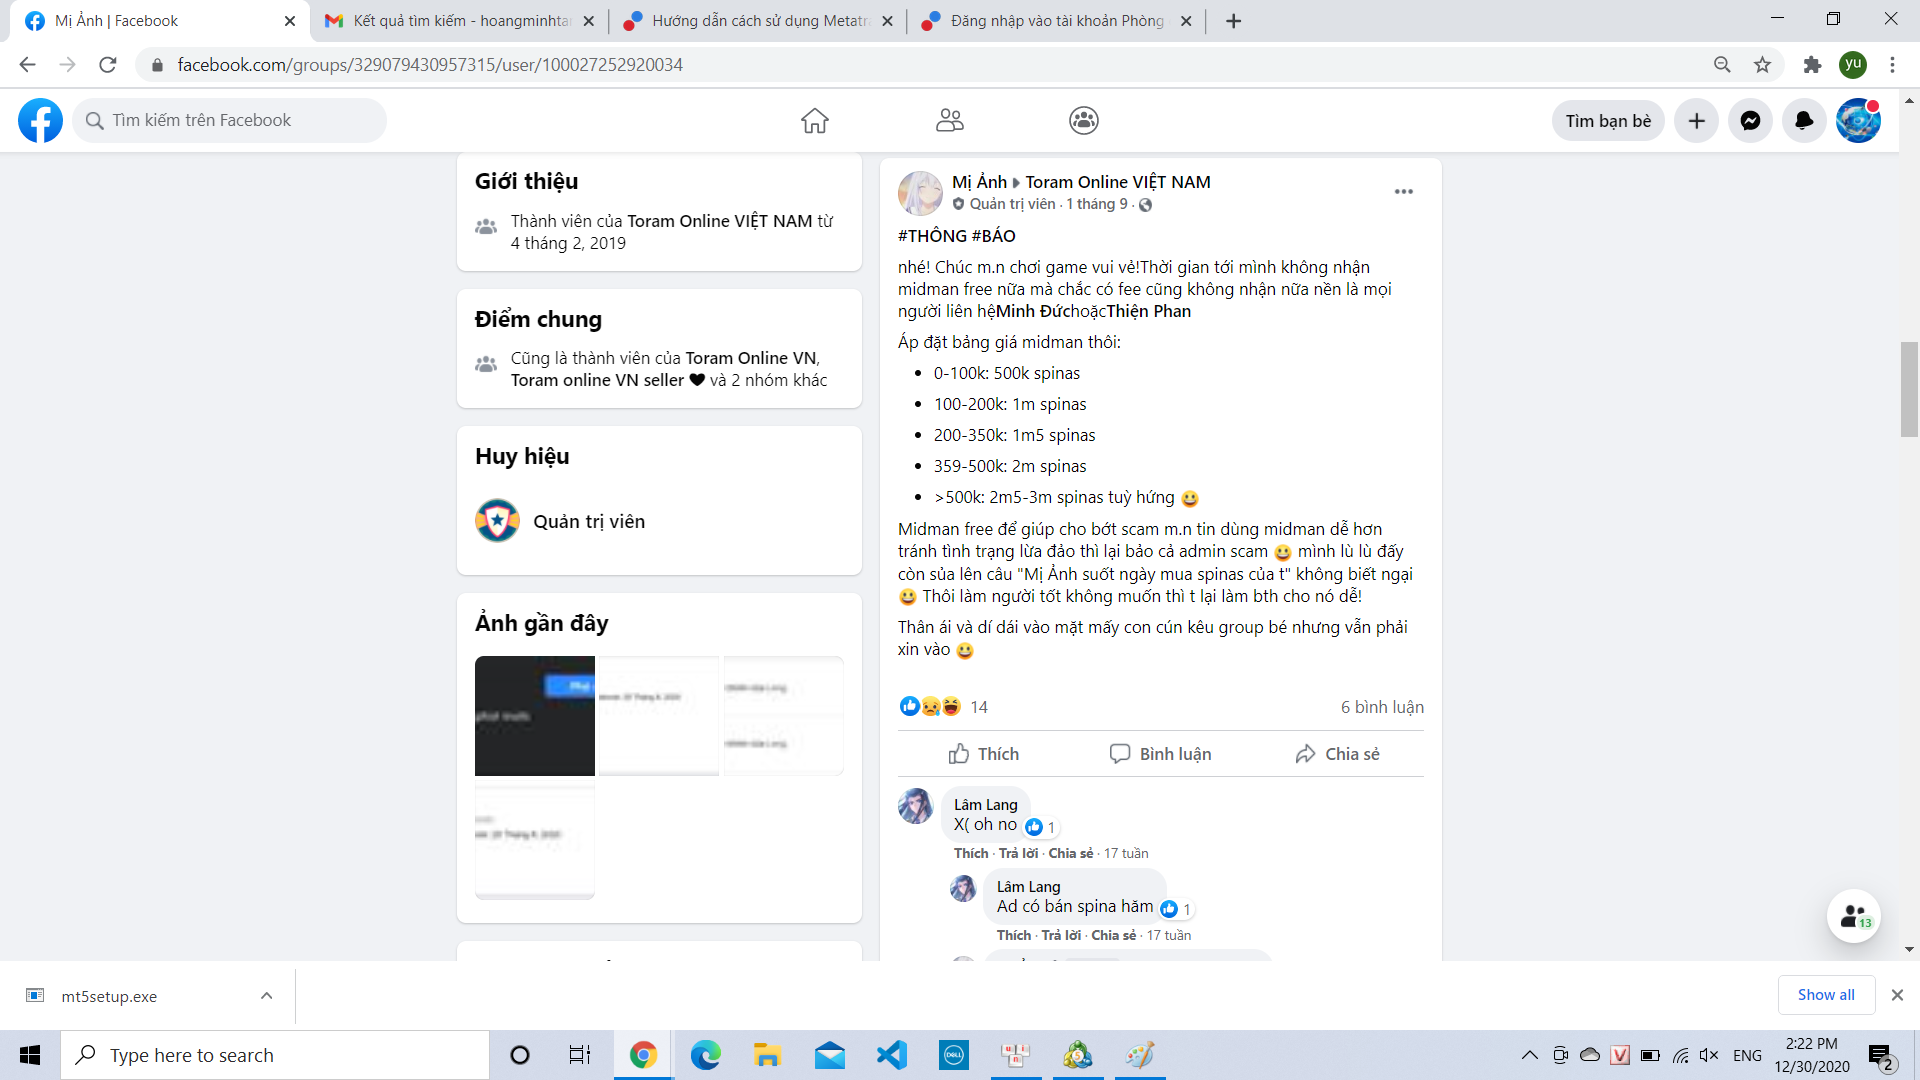 Mị Ảnh | Facebook
Kết quả tìm kiếm - hoangminhta
Hướng dẫn cách sử dụng Metatra
Đăng nhập vào tài khoản Phòng
facebook.com/groups/329079430957315/user/100027252920034
yu
Tìm kiếm trên Facebook
Tìm bạn bè
Giới thiệu
Thành viên của Toram Online VIỆT NAM từ
4 tháng 2, 2019
Điểm chung
Cũng là thành viên của Toram Online VN,
Toram online VN seller 🖤 và 2 nhóm khác
Huy hiệu
Quản trị viên
Ảnh gần đây
Mị Ảnh ▸ Toram Online VIỆT NAM
Quản trị viên · 1 tháng 9 ·
#THÔNG #BÁO
nhé! Chúc m.n chơi game vui vẻ!Thời gian tới mình không nhận
midman free nữa mà chắc có fee cũng không nhận nữa nền là mọi
người liên hệMinh ĐứchoặcThiện Phan
Áp đặt bảng giá midman thôi:
• 0-100k: 500k spinas
• 100-200k: 1m spinas
• 200-350k: 1m5 spinas
• 359-500k: 2m spinas
• >500k: 2m5-3m spinas tuỳ hứng 😃
Midman free để giúp cho bớt scam m.n tin dùng midman dễ hơn
tránh tình trạng lừa đảo thì lại bảo cả admin scam 😃 mình lù lù đấy
còn sủa lên câu "Mị Ảnh suốt ngày mua spinas của t" không biết ngại
😃 Thôi làm người tốt không muốn thì t lại làm bth cho nó dễ!
Thân ái và dí dái vào mặt mấy con cún kêu group bé nhưng vẫn phải
xin vào 😃
14
6 bình luận
Thích
Bình luận
Chia sẻ
Lâm Lang
X( oh no
1
Thích · Trả lời · Chia sẻ · 17 tuần
Lâm Lang
Ad có bán spina hăm
1
Thích · Trả lời · Chia sẻ · 17 tuần
13
mt5setup.exe
Show all
Type here to search
DELL
ENG
2:22 PM
12/30/2020
2